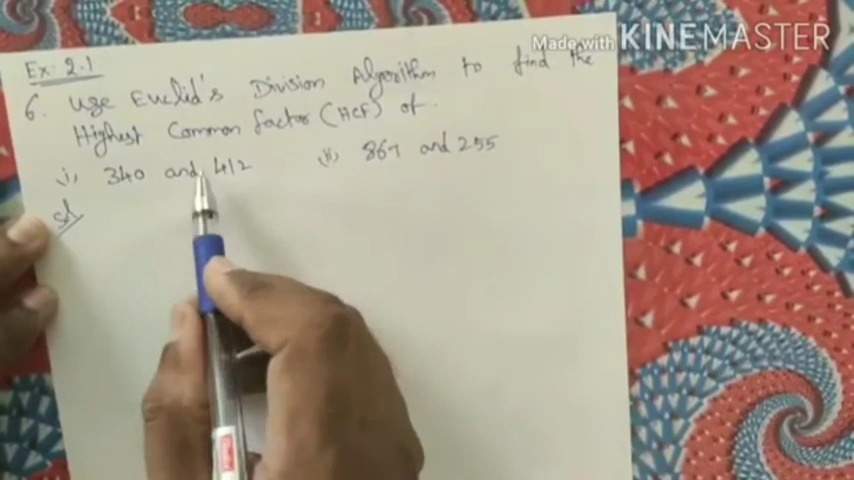 Made with KINEMASTER
Ex. 2.1
6. Use Euclid's Division Algorithm to find the
Highest Common factor (HCF) of.
i, 340 and 412 ii, 867 and 255
Sol